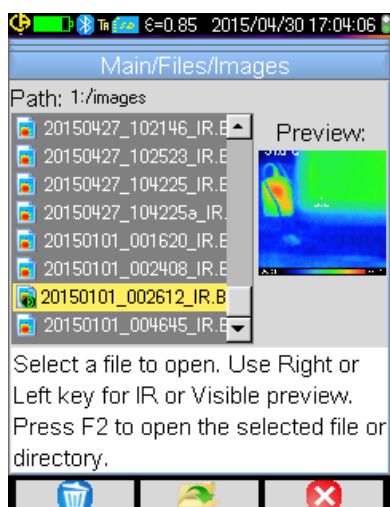 ε=0.85 2015/04/30 17:04:06
Main/Files/Images
Path: 1:/images
20150427_102146_IR.B
Preview:
20150427_102523_IR.B
20150427_104225_IR.B
20150427_104225a_IR.
20150101_001620_IR.B
20150101_002408_IR.B
20150101_002612_IR.B
20150101_004645_IR.B
Select a file to open. Use Right or
Left key for IR or Visible preview.
Press F2 to open the selected file or
directory.